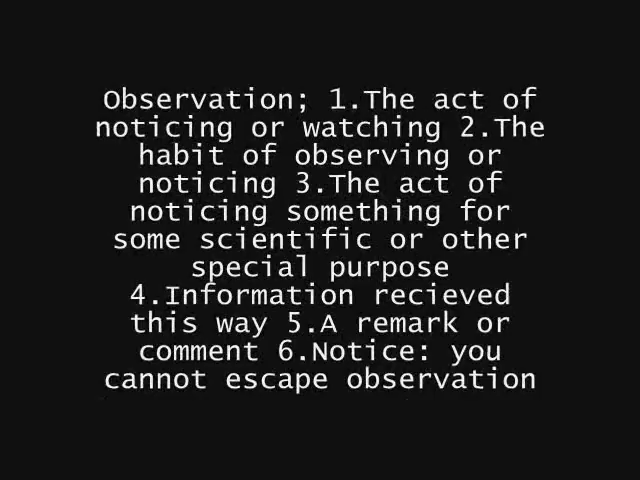 Observation; 1.The act of
noticing or watching 2.The
habit of observing or
noticing 3.The act of
noticing something for
some scientific or other
special purpose
4.Information recieved
this way 5.A remark or
comment 6.Notice: you
cannot escape observation